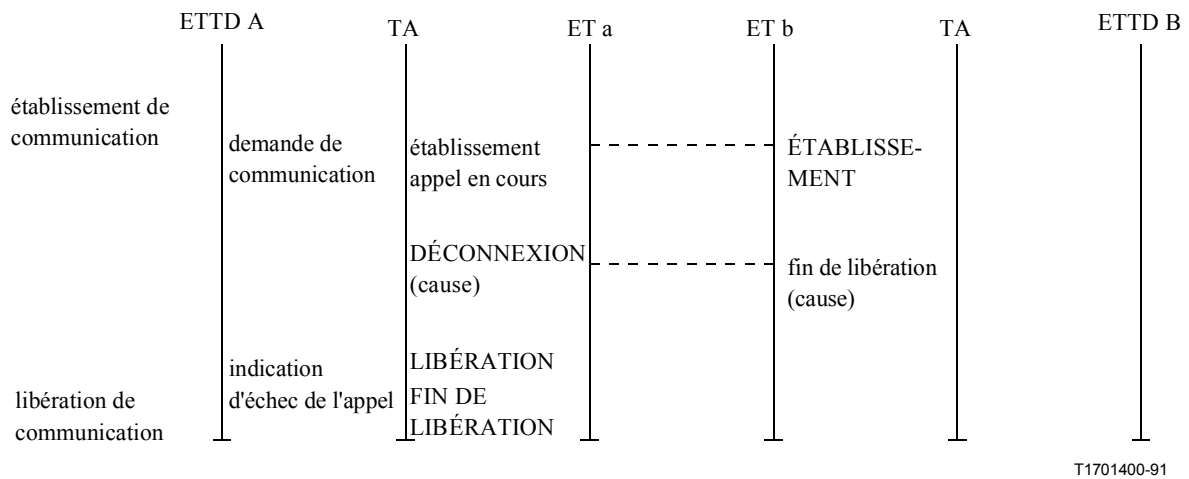 ETTD A
TA
ET a
ET b
TA
ETTD B
établissement de
communication
demande de
communication
établissement
appel en cours
ÉTABLISSE-
MENT
DÉCONNEXION
(cause)
fin de libération
(cause)
indication
d'échec de l'appel
LIBÉRATION
FIN DE
LIBÉRATION
libération de
communication
T1701400-91